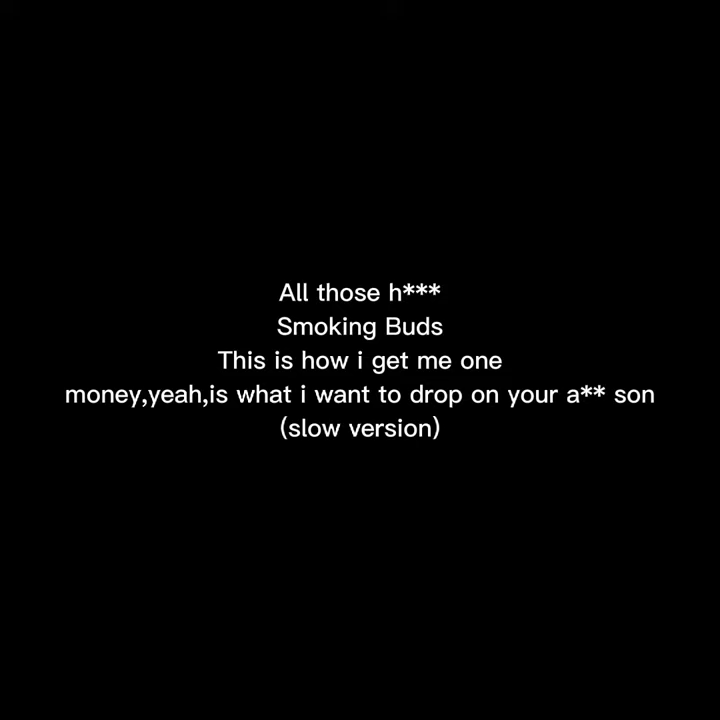 All those h***
Smoking Buds
This is how i get me one
money,yeah,is what i want to drop on your a** son
(slow version)